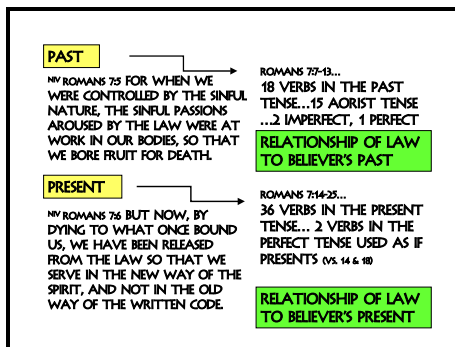 PAST
NIV ROMANS 7:5 FOR WHEN WE
WERE CONTROLLED BY THE SINFUL
NATURE, THE SINFUL PASSIONS
AROUSED BY THE LAW WERE AT
WORK IN OUR BODIES, SO THAT
WE BORE FRUIT FOR DEATH.
ROMANS 7:7-13...
18 VERBS IN THE PAST
TENSE...15 AORIST TENSE
...2 IMPERFECT, 1 PERFECT
RELATIONSHIP OF LAW
TO BELIEVER'S PAST
PRESENT
NIV ROMANS 7:6 BUT NOW, BY
DYING TO WHAT ONCE BOUND
US, WE HAVE BEEN RELEASED
FROM THE LAW SO THAT WE
SERVE IN THE NEW WAY OF THE
SPIRIT, AND NOT IN THE OLD
WAY OF THE WRITTEN CODE.
ROMANS 7:14-25...
36 VERBS IN THE PRESENT
TENSE... 2 VERBS IN THE
PERFECT TENSE USED AS IF
PRESENTS (VS. 14 & 18)
RELATIONSHIP OF LAW
TO BELIEVER'S PRESENT